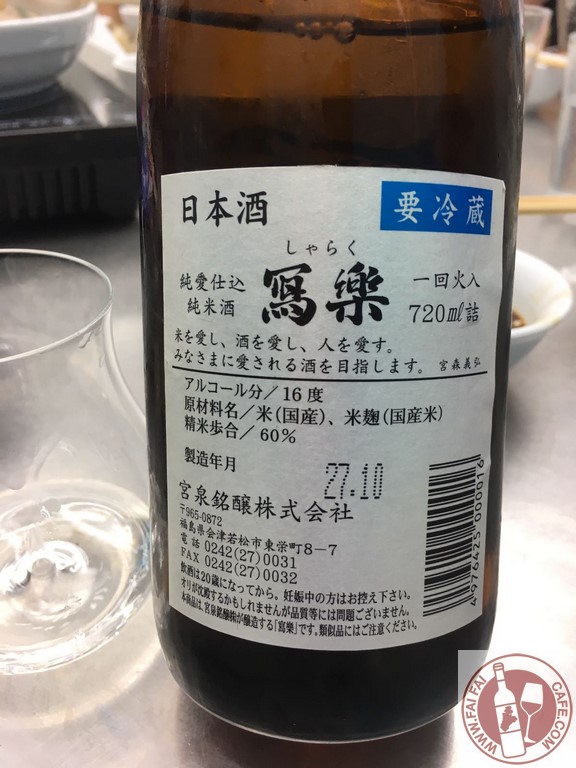 日本酒
要冷蔵
しゃらく
純愛仕込
純米酒
寫樂
一回火入
720㎖詰
米を愛し、酒を愛し、人を愛す。
みなさまに愛される酒を目指します。 宮森義弘
アルコール分／16度
原材料名／米(国産)、米麹(国産米)
精米歩合／60%
製造年月
27.10
宮泉銘醸株式会社
〒965-0872
福島県会津若松市東栄町8-7
電話 0242(27)0031
FAX 0242(27)0032
飲酒は20歳になってから。妊娠中の方はお控え下さい。
オリが沈殿するかもしれませんが品質等には問題ございません。
本商品は、宮泉銘醸㈱が醸造する「寫樂」です。類似品にはご注意ください。
4 976425 000016
WWW.FAIFAICAFE.COM